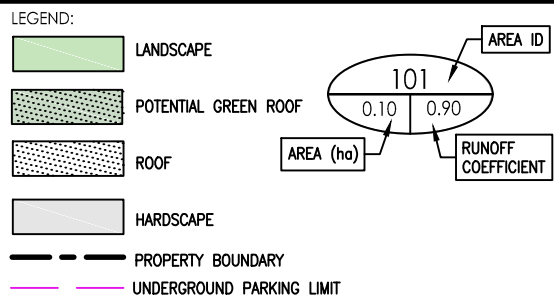 LEGEND:
LANDSCAPE
POTENTIAL GREEN ROOF
ROOF
HARDSCAPE
PROPERTY BOUNDARY
UNDERGROUND PARKING LIMIT
AREA ID
101
0.10 0.90
AREA (ha)
RUNOFF
COEFFICIENT